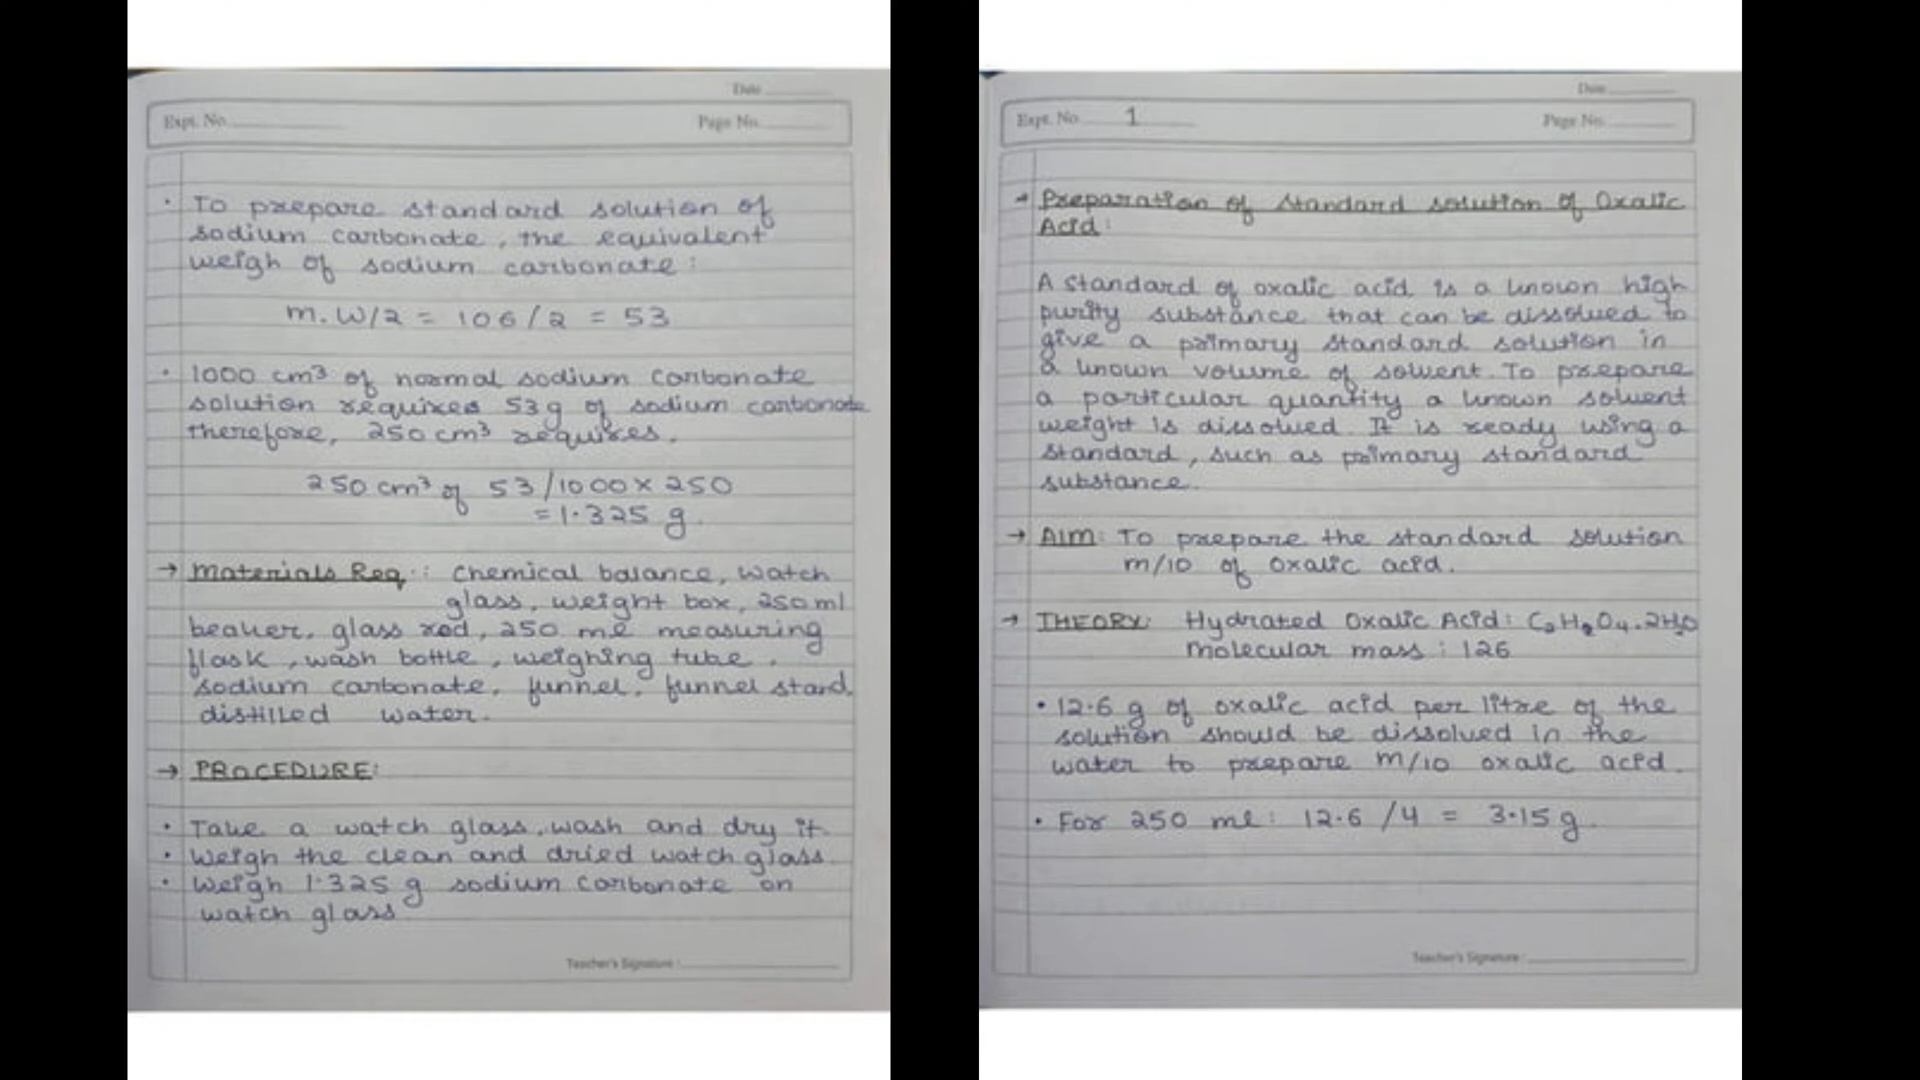 Date
Expt. No.
Page No.
• To prepare standard solution of
sodium carbonate, the equivalent
weigh of sodium carbonate:
m.W/2 = 106/2 = 53
• 1000 cm³ of normal sodium carbonate
solution requires 53g of sodium carbonate
therefore, 250 cm³ requires.
250 cm³ of 53/1000 x 250
= 1.325 g.
→ Materials Req.: chemical balance, watch
glass, weight box, 250 ml
beaker, glass rod, 250 ml measuring
flask, wash bottle, weighing tube,
sodium carbonate, funnel, funnel stand,
distilled water.
→ PROCEDURE:
• Take a watch glass, wash and dry it.
• Weigh the clean and dried watch glass.
• Weigh 1.325 g sodium carbonate on
watch glass
Teacher's Signature:
Date
Expt. No. 1
Page No.
→ Preparation of standard solution of Oxalic
Acid:
A standard of oxalic acid is a known high
purity substance that can be dissolved to
give a primary standard solution in
a known volume of solvent. To prepare
a particular quantity a known solvent
weight is dissolved. It is ready using a
standard, such as primary standard
substance.
→ AIM: To prepare the standard solution
m/10 of oxalic acid.
→ THEORY: Hydrated Oxalic Acid: C₂H₂O₄.2H₂O
molecular mass: 126
• 12.6 g of oxalic acid per litre of the
solution should be dissolved in the
water to prepare m/10 oxalic acid.
• For 250 ml: 12.6 /4 = 3.15g.
Teacher's Signature: